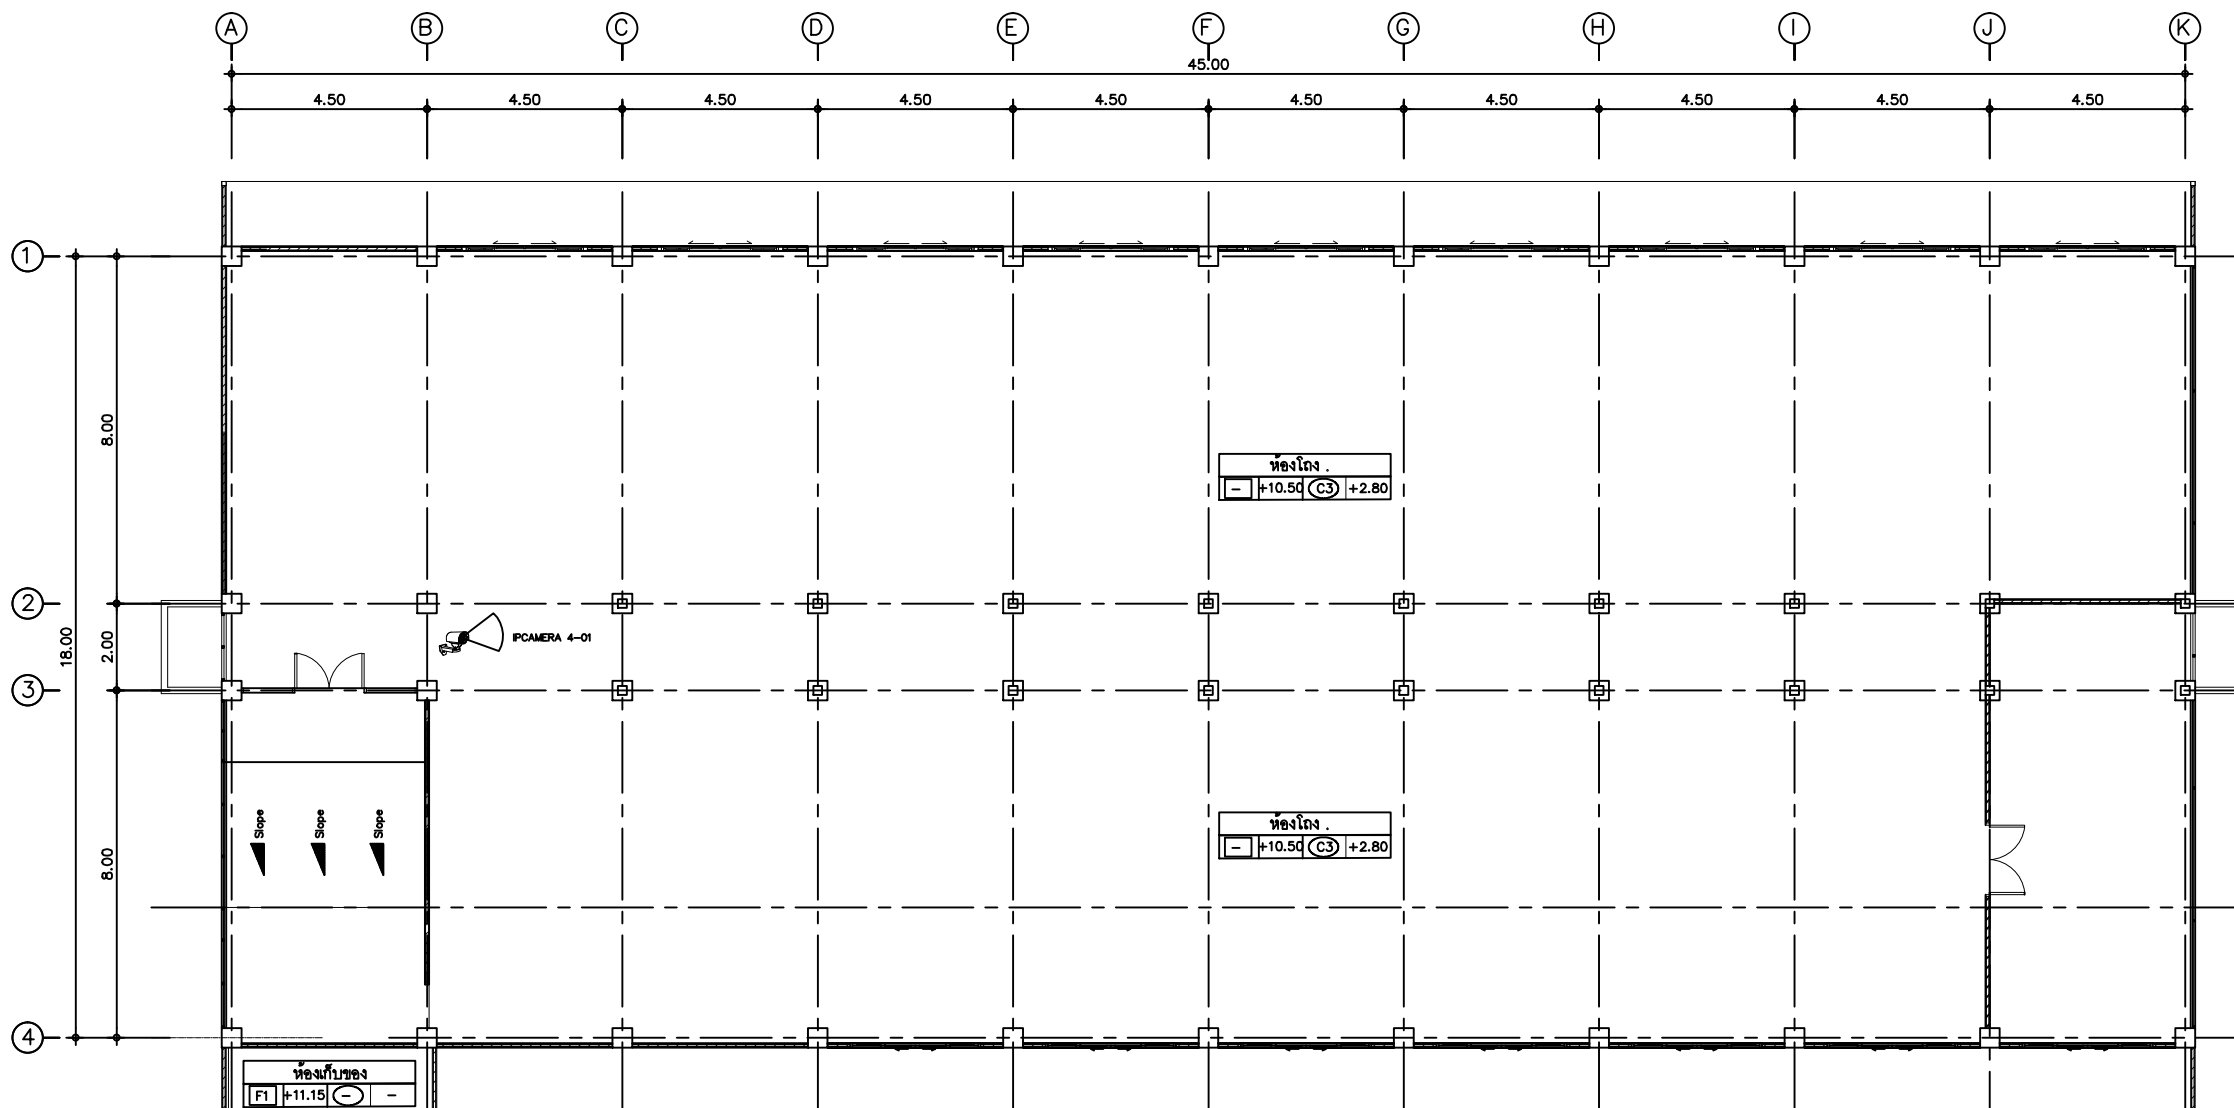 A B C D E F G H I J K
45.00
4.50 4.50 4.50 4.50 4.50 4.50 4.50 4.50 4.50 4.50
1
8.00
ห้องโถง .
- +10.50 C3 +2.80
2
IPCAMERA 4-01
18.00
2.00
3
Slope Slope Slope
ห้องโถง .
- +10.50 C3 +2.80
8.00
4
ห้องเก็บของ
F1 +11.15 - -